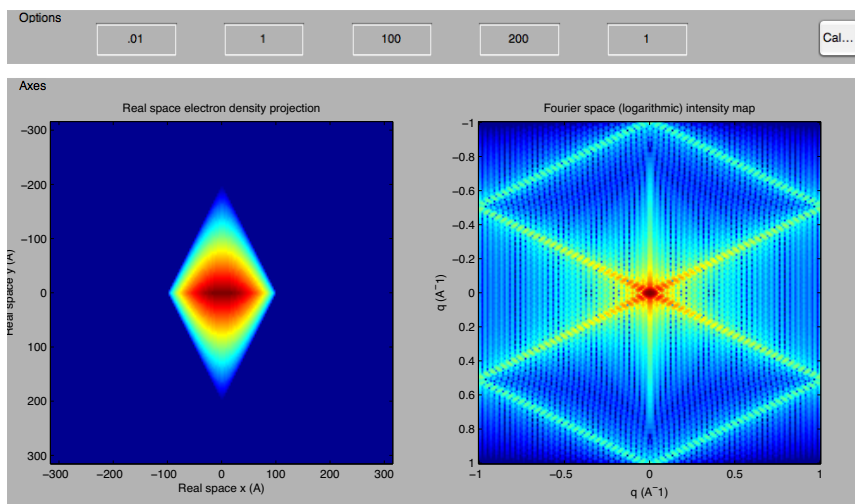 Options
.01 1 100 200 1 Cal...
Axes
Real space electron density projection
Fourier space (logarithmic) intensity map
−300
−200
−100
0
100
200
300
Real space y (A)
−300 −200 −100 0 100 200 300
Real space x (A)
−1
−0.8
−0.6
−0.4
−0.2
0
0.2
0.4
0.6
0.8
1
q (A^-1)
−1 −0.5 0 0.5 1
q (A^-1)